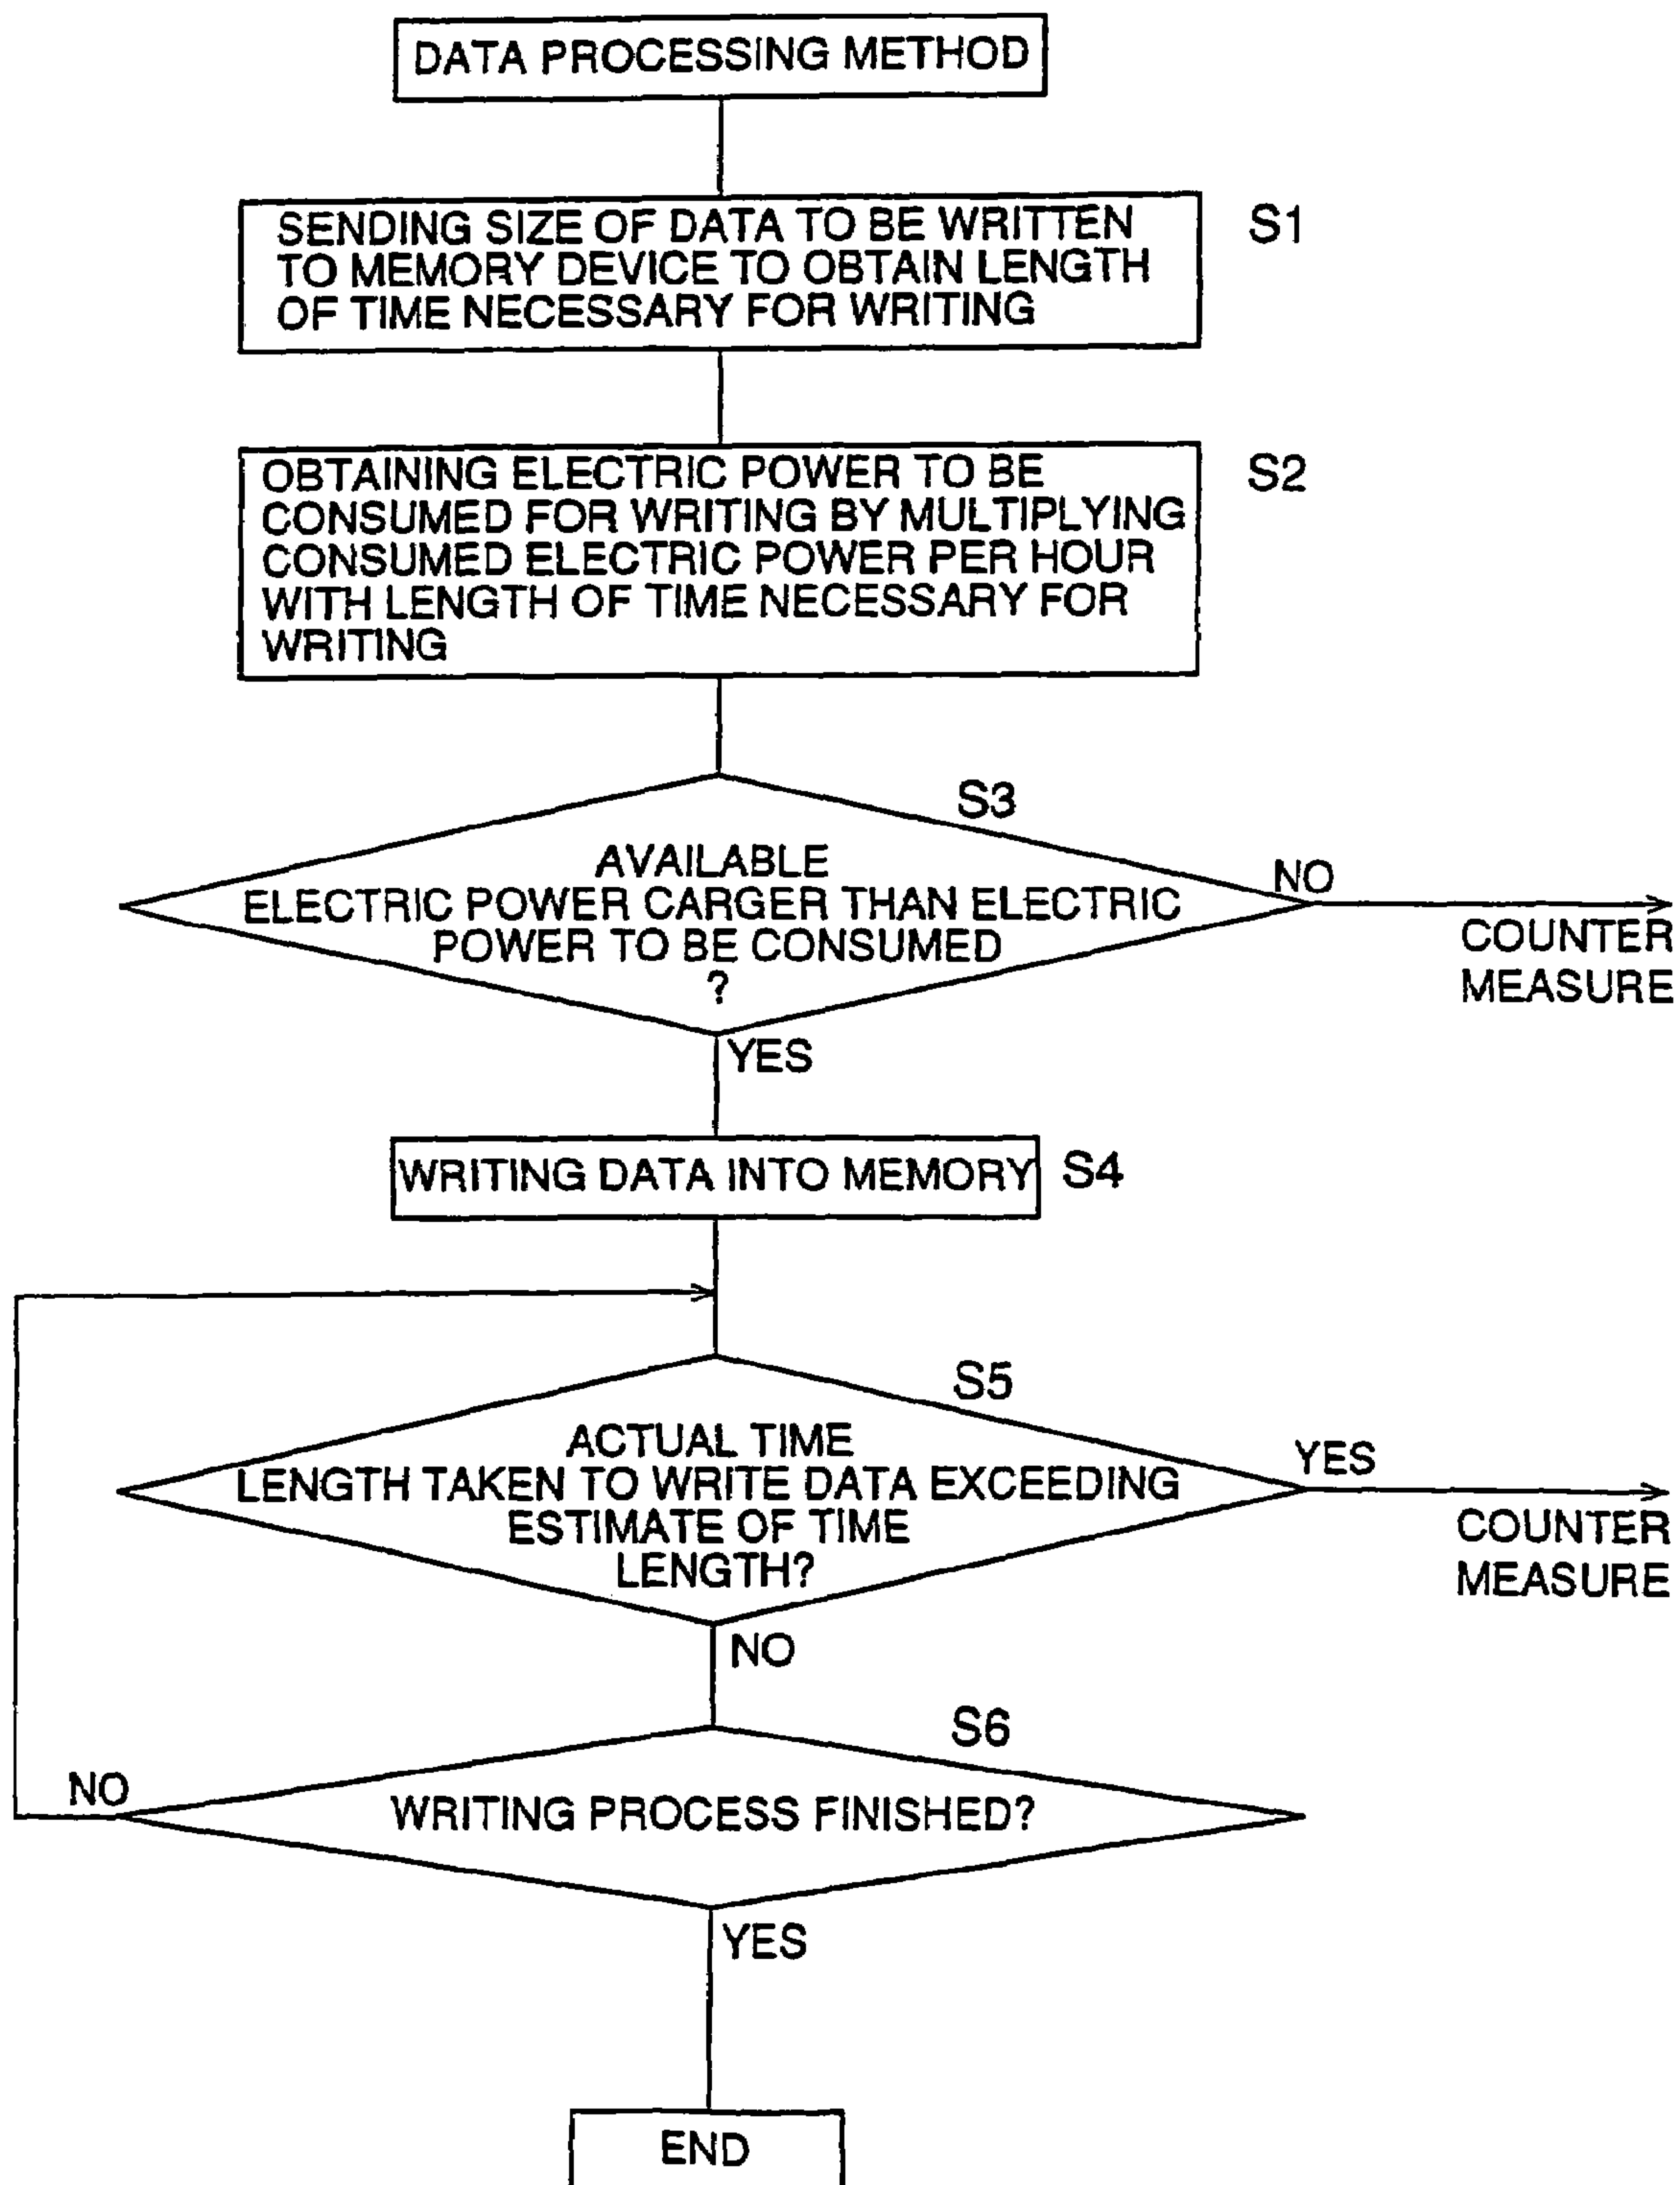 DATA PROCESSING METHOD
SENDING SIZE OF DATA TO BE WRITTEN
TO MEMORY DEVICE TO OBTAIN LENGTH
OF TIME NECESSARY FOR WRITING
S1
OBTAINING ELECTRIC POWER TO BE
CONSUMED FOR WRITING BY MULTIPLYING
CONSUMED ELECTRIC POWER PER HOUR
WITH LENGTH OF TIME NECESSARY FOR
WRITING
S2
S3
AVAILABLE
ELECTRIC POWER CARGER THAN ELECTRIC
POWER TO BE CONSUMED
?
NO
COUNTER
MEASURE
YES
WRITING DATA INTO MEMORY
S4
S5
ACTUAL TIME
LENGTH TAKEN TO WRITE DATA EXCEEDING
ESTIMATE OF TIME
LENGTH?
YES
COUNTER
MEASURE
NO
S6
WRITING PROCESS FINISHED?
NO
YES
END